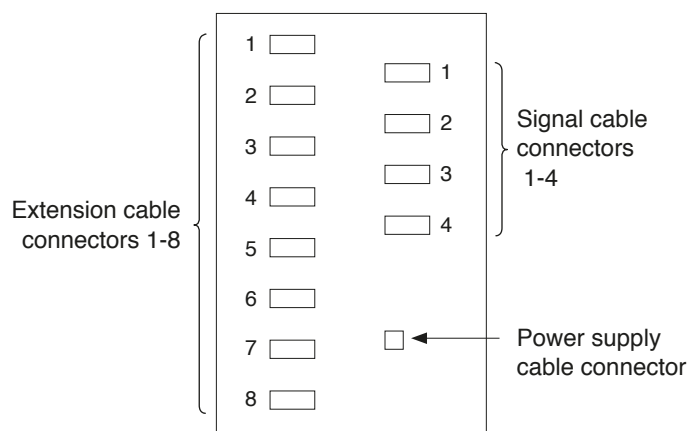 1
2
3
4
5
6
7
8
Extension cable
connectors 1-8
1
2
3
4
Signal cable
connectors
1-4
Power supply
cable connector